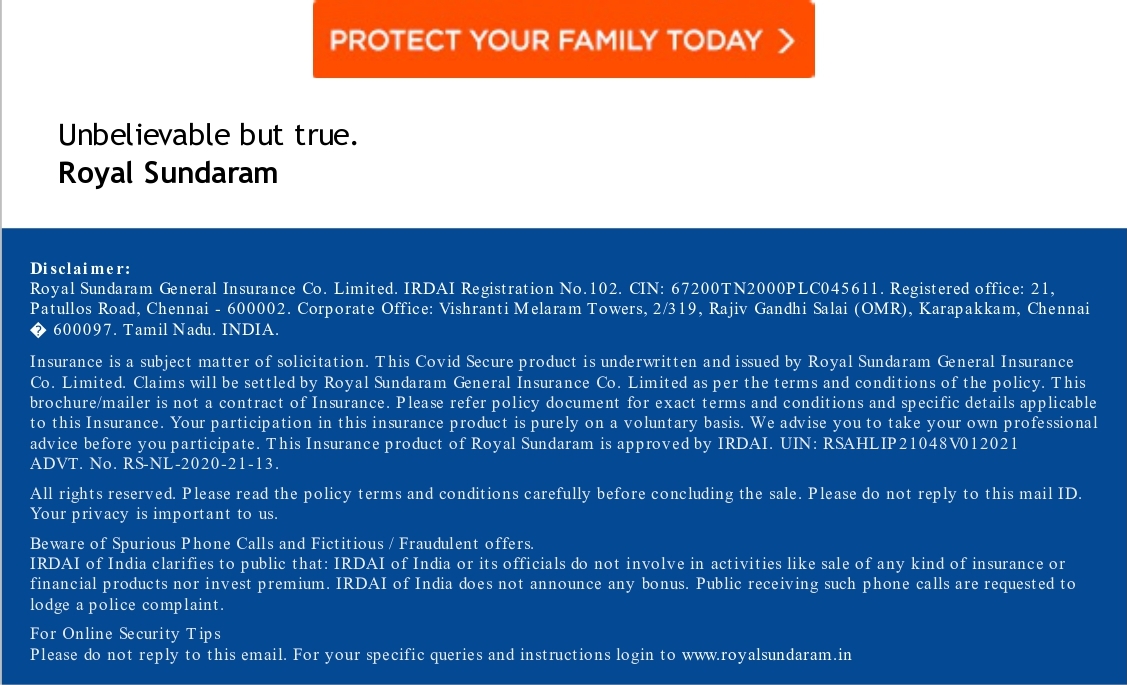 PROTECT YOUR FAMILY TODAY >
Unbelievable but true.
Royal Sundaram
Disclaimer:
Royal Sundaram General Insurance Co. Limited. IRDAI Registration No.102. CIN: 67200TN2000PLC045611. Registered office: 21,
Patullos Road, Chennai - 600002. Corporate Office: Vishranti Melaram Towers, 2/319, Rajiv Gandhi Salai (OMR), Karapakkam, Chennai
� 600097. Tamil Nadu. INDIA.
Insurance is a subject matter of solicitation. This Covid Secure product is underwritten and issued by Royal Sundaram General Insurance
Co. Limited. Claims will be settled by Royal Sundaram General Insurance Co. Limited as per the terms and conditions of the policy. This
brochure/mailer is not a contract of Insurance. Please refer policy document for exact terms and conditions and specific details applicable
to this Insurance. Your participation in this insurance product is purely on a voluntary basis. We advise you to take your own professional
advice before you participate. This Insurance product of Royal Sundaram is approved by IRDAI. UIN: RSAHLIP21048V012021
ADVT. No. RS-NL-2020-21-13.
All rights reserved. Please read the policy terms and conditions carefully before concluding the sale. Please do not reply to this mail ID.
Your privacy is important to us.
Beware of Spurious Phone Calls and Fictitious / Fraudulent offers.
IRDAI of India clarifies to public that: IRDAI of India or its officials do not involve in activities like sale of any kind of insurance or
financial products nor invest premium. IRDAI of India does not announce any bonus. Public receiving such phone calls are requested to
lodge a police complaint.
For Online Security Tips
Please do not reply to this email. For your specific queries and instructions login to www.royalsundaram.in